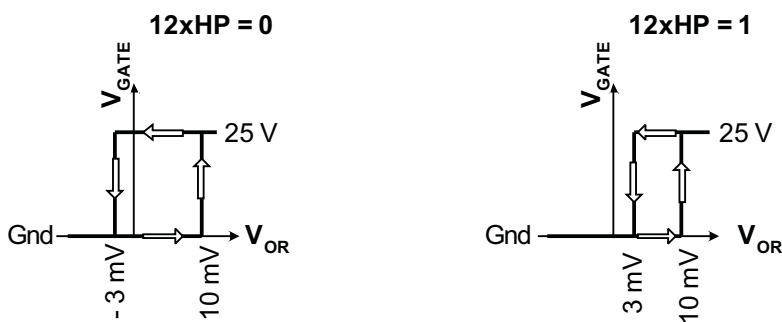 12xHP = 0
V_GATE
25 V
Gnd
V_OR
- 3 mV
10 mV
12xHP = 1
V_GATE
25 V
Gnd
V_OR
3 mV
10 mV